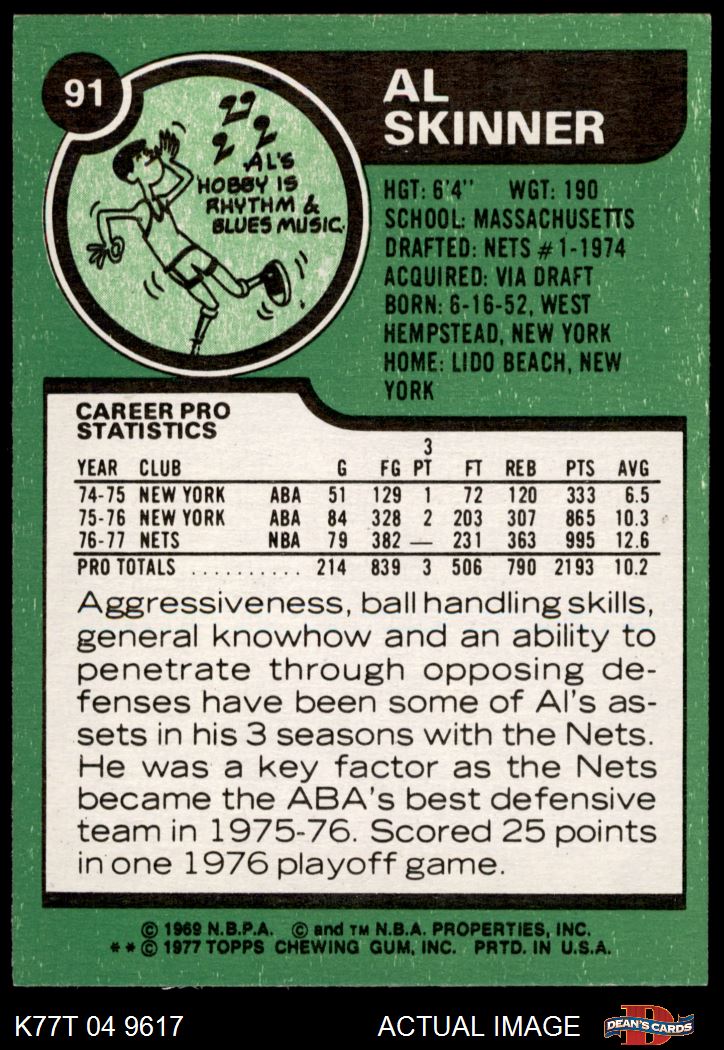 91
AL
SKINNER
AL'S
HOBBY IS
RHYTHM &
BLUES MUSIC.
HGT: 6'4" WGT: 190
SCHOOL: MASSACHUSETTS
DRAFTED: NETS #1-1974
ACQUIRED: VIA DRAFT
BORN: 6-16-52, WEST
HEMPSTEAD, NEW YORK
HOME: LIDO BEACH, NEW
YORK
CAREER PRO
STATISTICS
YEAR CLUB G FG 3 PT FT REB PTS AVG
74-75 NEW YORK ABA 51 129 1 72 120 333 6.5
75-76 NEW YORK ABA 84 328 2 203 307 865 10.3
76-77 NETS NBA 79 382 — 231 363 995 12.6
PRO TOTALS .......... 214 839 3 506 790 2193 10.2
Aggressiveness, ball handling skills,
general knowhow and an ability to
penetrate through opposing de-
fenses have been some of Al's as-
sets in his 3 seasons with the Nets.
He was a key factor as the Nets
became the ABA's best defensive
team in 1975-76. Scored 25 points
in one 1976 playoff game.
© 1969 N.B.P.A. © and TM N.B.A. PROPERTIES, INC.
**© 1977 TOPPS CHEWING GUM, INC. PRTD. IN U.S.A.
K77T 04 9617 ACTUAL IMAGE DEAN'S CARDS